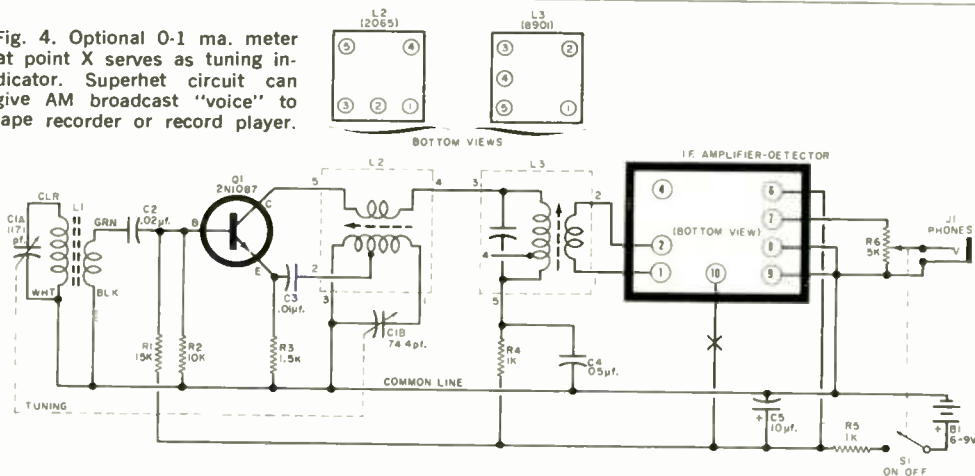 Fig. 4. Optional 0-1 ma. meter
at point X serves as tuning in-
dicator. Superhet circuit can
give AM broadcast "voice" to
tape recorder or record player.
L2
(2065)
5
4
3
2
1
L3
(8901)
3
2
4
5
1
BOTTOM VIEWS
I.F. AMPLIFIER-DETECTOR
4
2
1
(BOTTOM VIEW)
10
6
7
8
9
CLR
C1A
(171
pf.
L1
GRN
WHT
BLK
C2
.02µf.
Q1
2N1087
B
C
E
L2
5
4
2
3
C3
.01µf.
C1B
74.4pf.
L3
3
2
4
1
5
R1
15K
R2
10K
R3
1.5K
R4
1K
C4
.05µf.
R6
5K
J1
PHONES
COMMON LINE
TUNING
+
C5
10µf.
R5
1K
S1
ON OFF
+
B1
6-9V